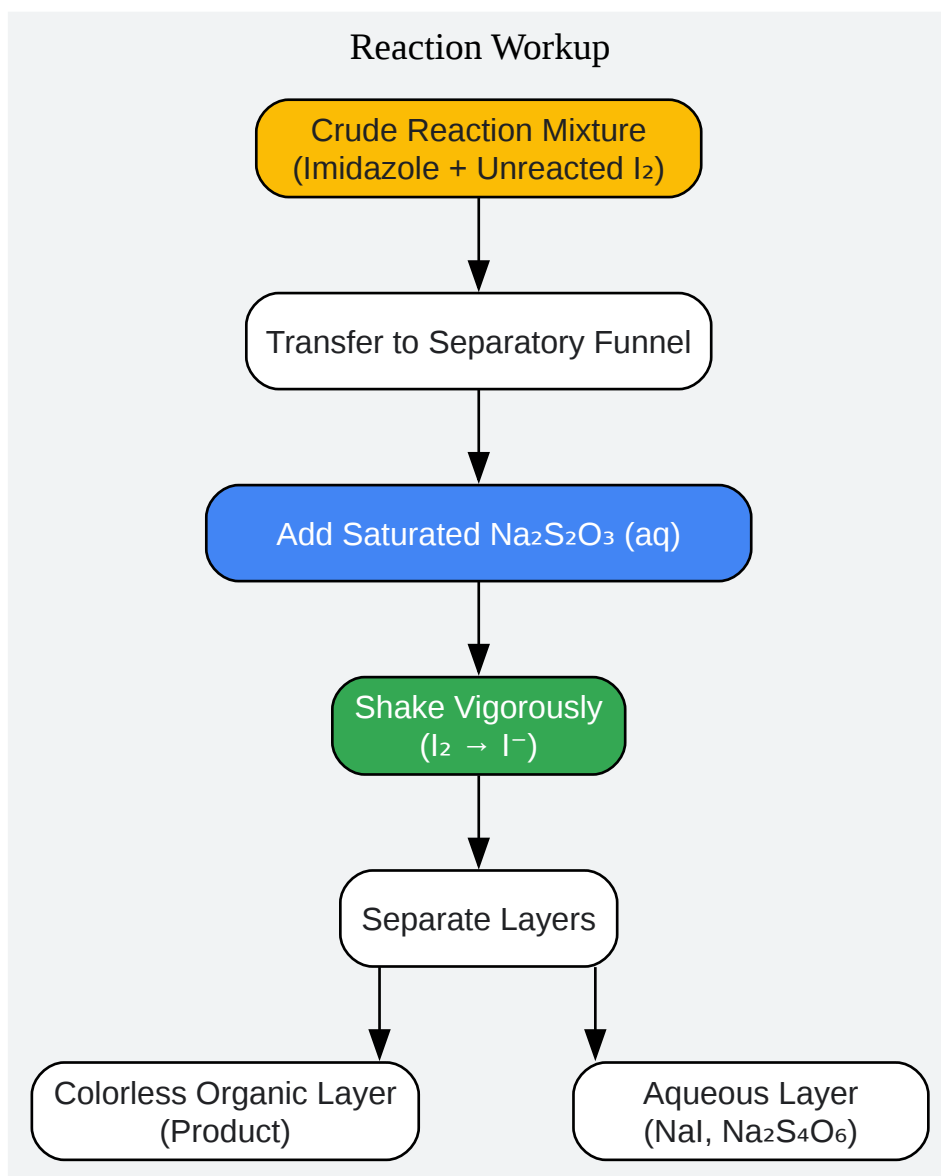 Reaction Workup
Crude Reaction Mixture
(Imidazole + Unreacted I₂)
Transfer to Separatory Funnel
Add Saturated Na₂S₂O₃ (aq)
Shake Vigorously
(I₂ → I⁻)
Separate Layers
Colorless Organic Layer
(Product)
Aqueous Layer
(NaI, Na₂S₄O₆)